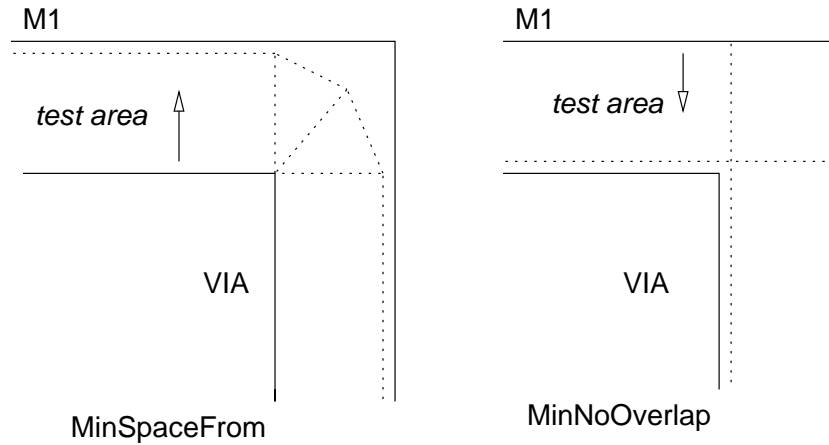 M1
test area
VIA
MinSpaceFrom
M1
test area
VIA
MinNoOverlap